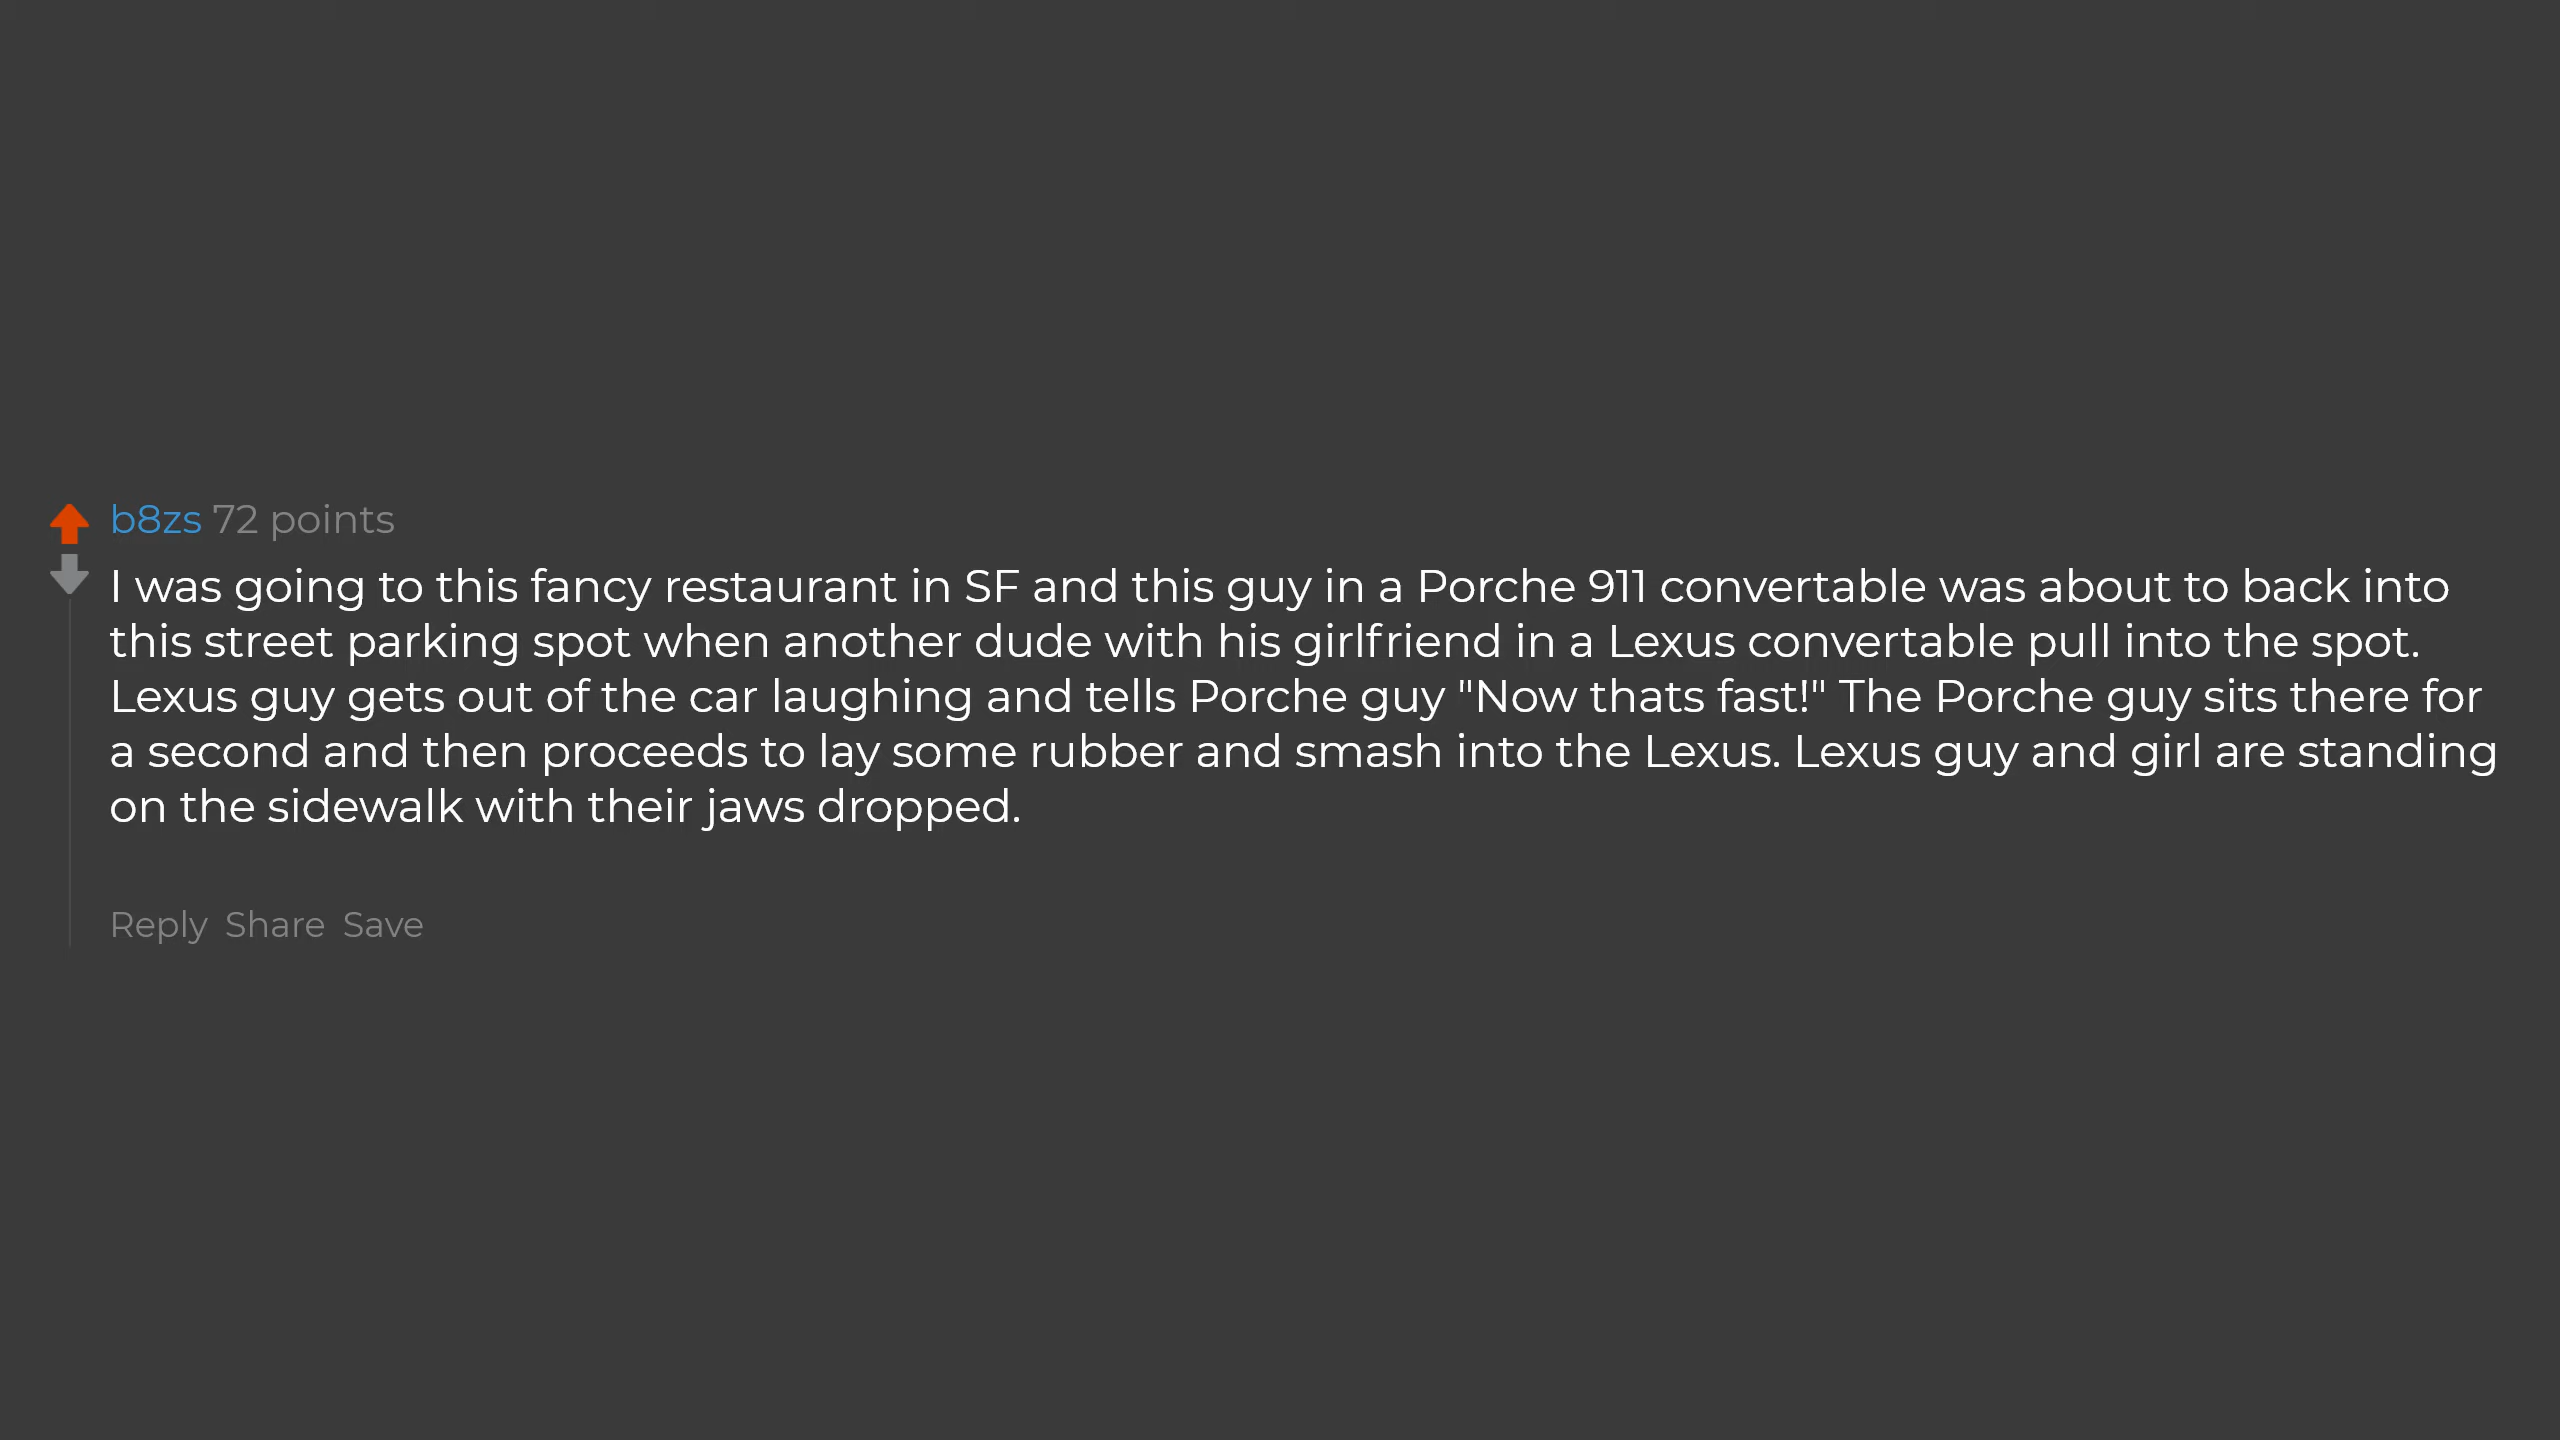 b8zs 72 points
I was going to this fancy restaurant in SF and this guy in a Porche 911 convertable was about to back into
this street parking spot when another dude with his girlfriend in a Lexus convertable pull into the spot.
Lexus guy gets out of the car laughing and tells Porche guy "Now thats fast!" The Porche guy sits there for
a second and then proceeds to lay some rubber and smash into the Lexus. Lexus guy and girl are standing
on the sidewalk with their jaws dropped.
Reply Share Save